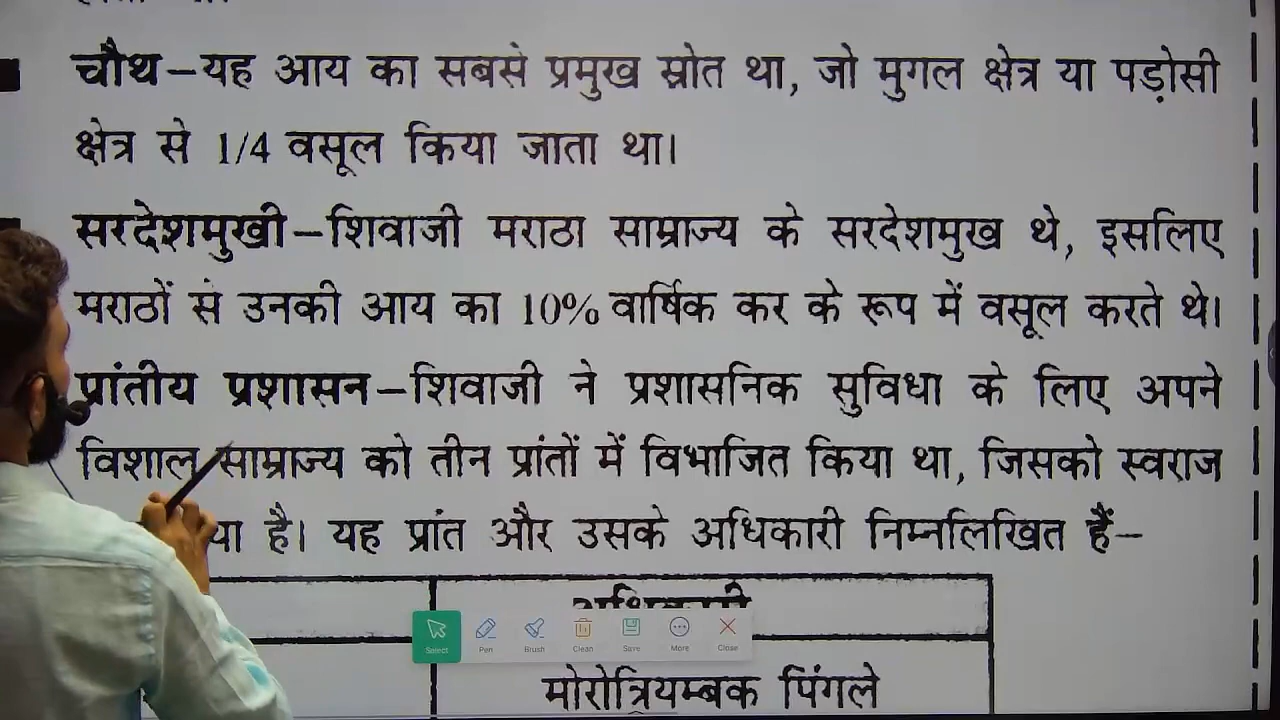 चौथ–यह आय का सबसे प्रमुख स्रोत था, जो मुगल क्षेत्र या पड़ोसी
क्षेत्र से 1/4 वसूल किया जाता था।
सरदेशमुखी–शिवाजी मराठा साम्राज्य के सरदेशमुख थे, इसलिए
मराठों से उनकी आय का 10% वार्षिक कर के रूप में वसूल करते थे।
प्रांतीय प्रशासन–शिवाजी ने प्रशासनिक सुविधा के लिए अपने
विशाल साम्राज्य को तीन प्रांतों में विभाजित किया था, जिसको स्वराज
है। यह प्रांत और उसके अधिकारी निम्नलिखित हैं–
Select Pen Brush Clean Save More Close
मोरोत्रियम्बक पिंगले